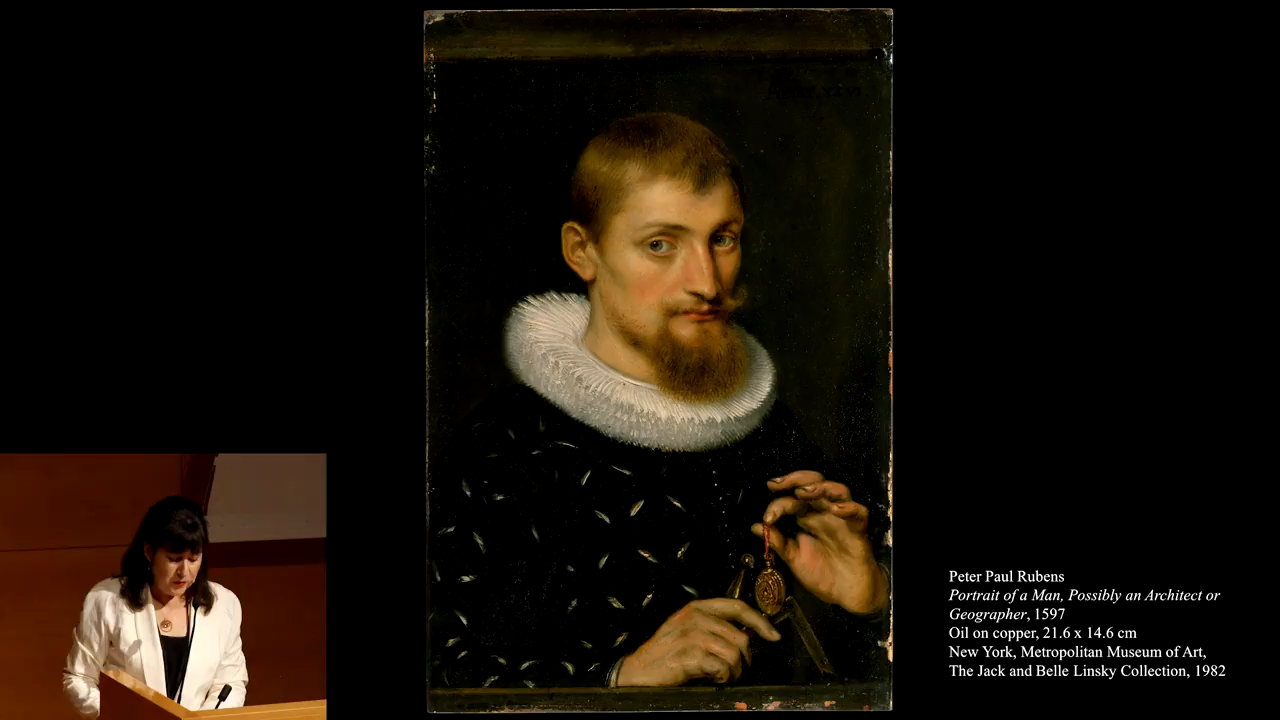 Peter Paul Rubens
Portrait of a Man, Possibly an Architect or
Geographer, 1597
Oil on copper, 21.6 x 14.6 cm
New York, Metropolitan Museum of Art,
The Jack and Belle Linsky Collection, 1982